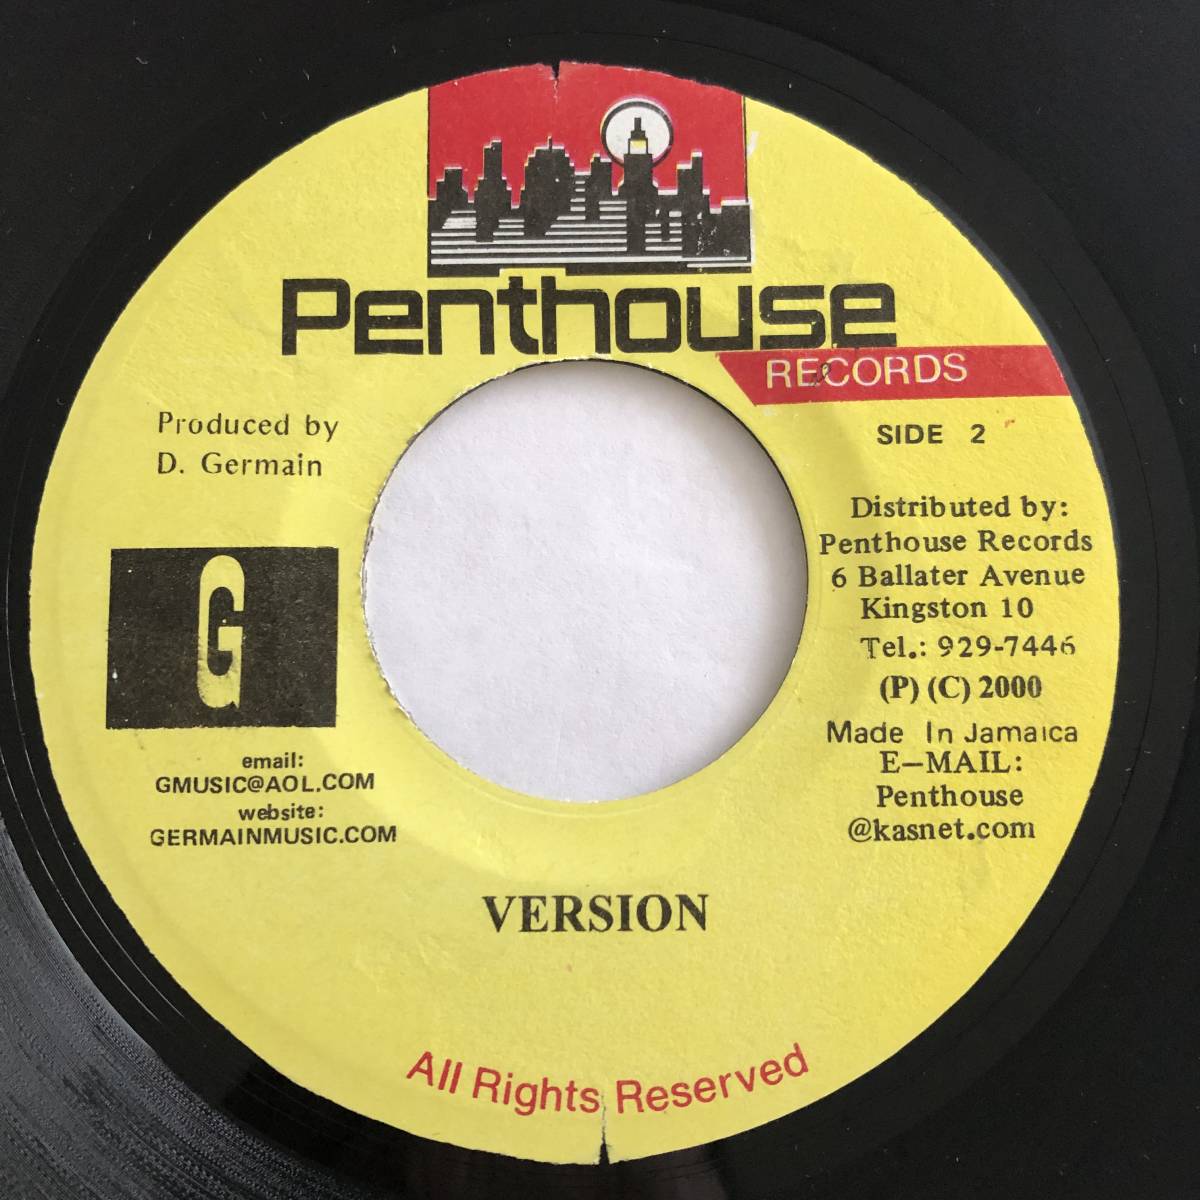 Penthouse
RECORDS
SIDE 2
Produced by
D. Germain
G
email:
GMUSIC@AOL.COM
website:
GERMAINMUSIC.COM
Distributed by:
Penthouse Records
6 Ballater Avenue
Kingston 10
Tel.: 929-7446
(P) (C) 2000
Made In Jamaica
E-MAIL:
Penthouse
@kasnet.com
VERSION
All Rights Reserved